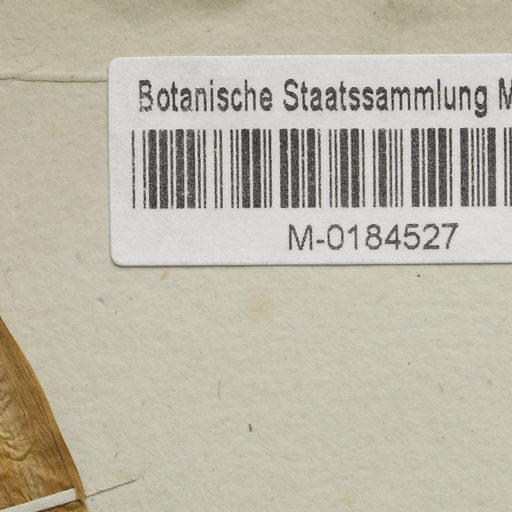 Botanische Staatssammlung M
M-0184527